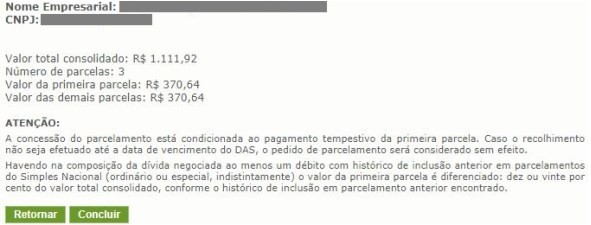 Nome Empresarial:
CNPJ:
Valor total consolidado: R$ 1.111,92
Número de parcelas: 3
Valor da primeira parcela: R$ 370,64
Valor das demais parcelas: R$ 370,64
ATENÇÃO:
A concessão do parcelamento está condicionada ao pagamento tempestivo da primeira parcela. Caso o recolhimento
não seja efetuado até a data de vencimento do DAS, o pedido de parcelamento será considerado sem efeito.
Havendo na composição da dívida negociada ao menos um débito com histórico de inclusão anterior em parcelamentos
do Simples Nacional (ordinário ou especial, indistintamente) o valor da primeira parcela é diferenciado: dez ou vinte por
cento do valor total consolidado, conforme o histórico de inclusão em parcelamento anterior encontrado.
Retornar Concluir